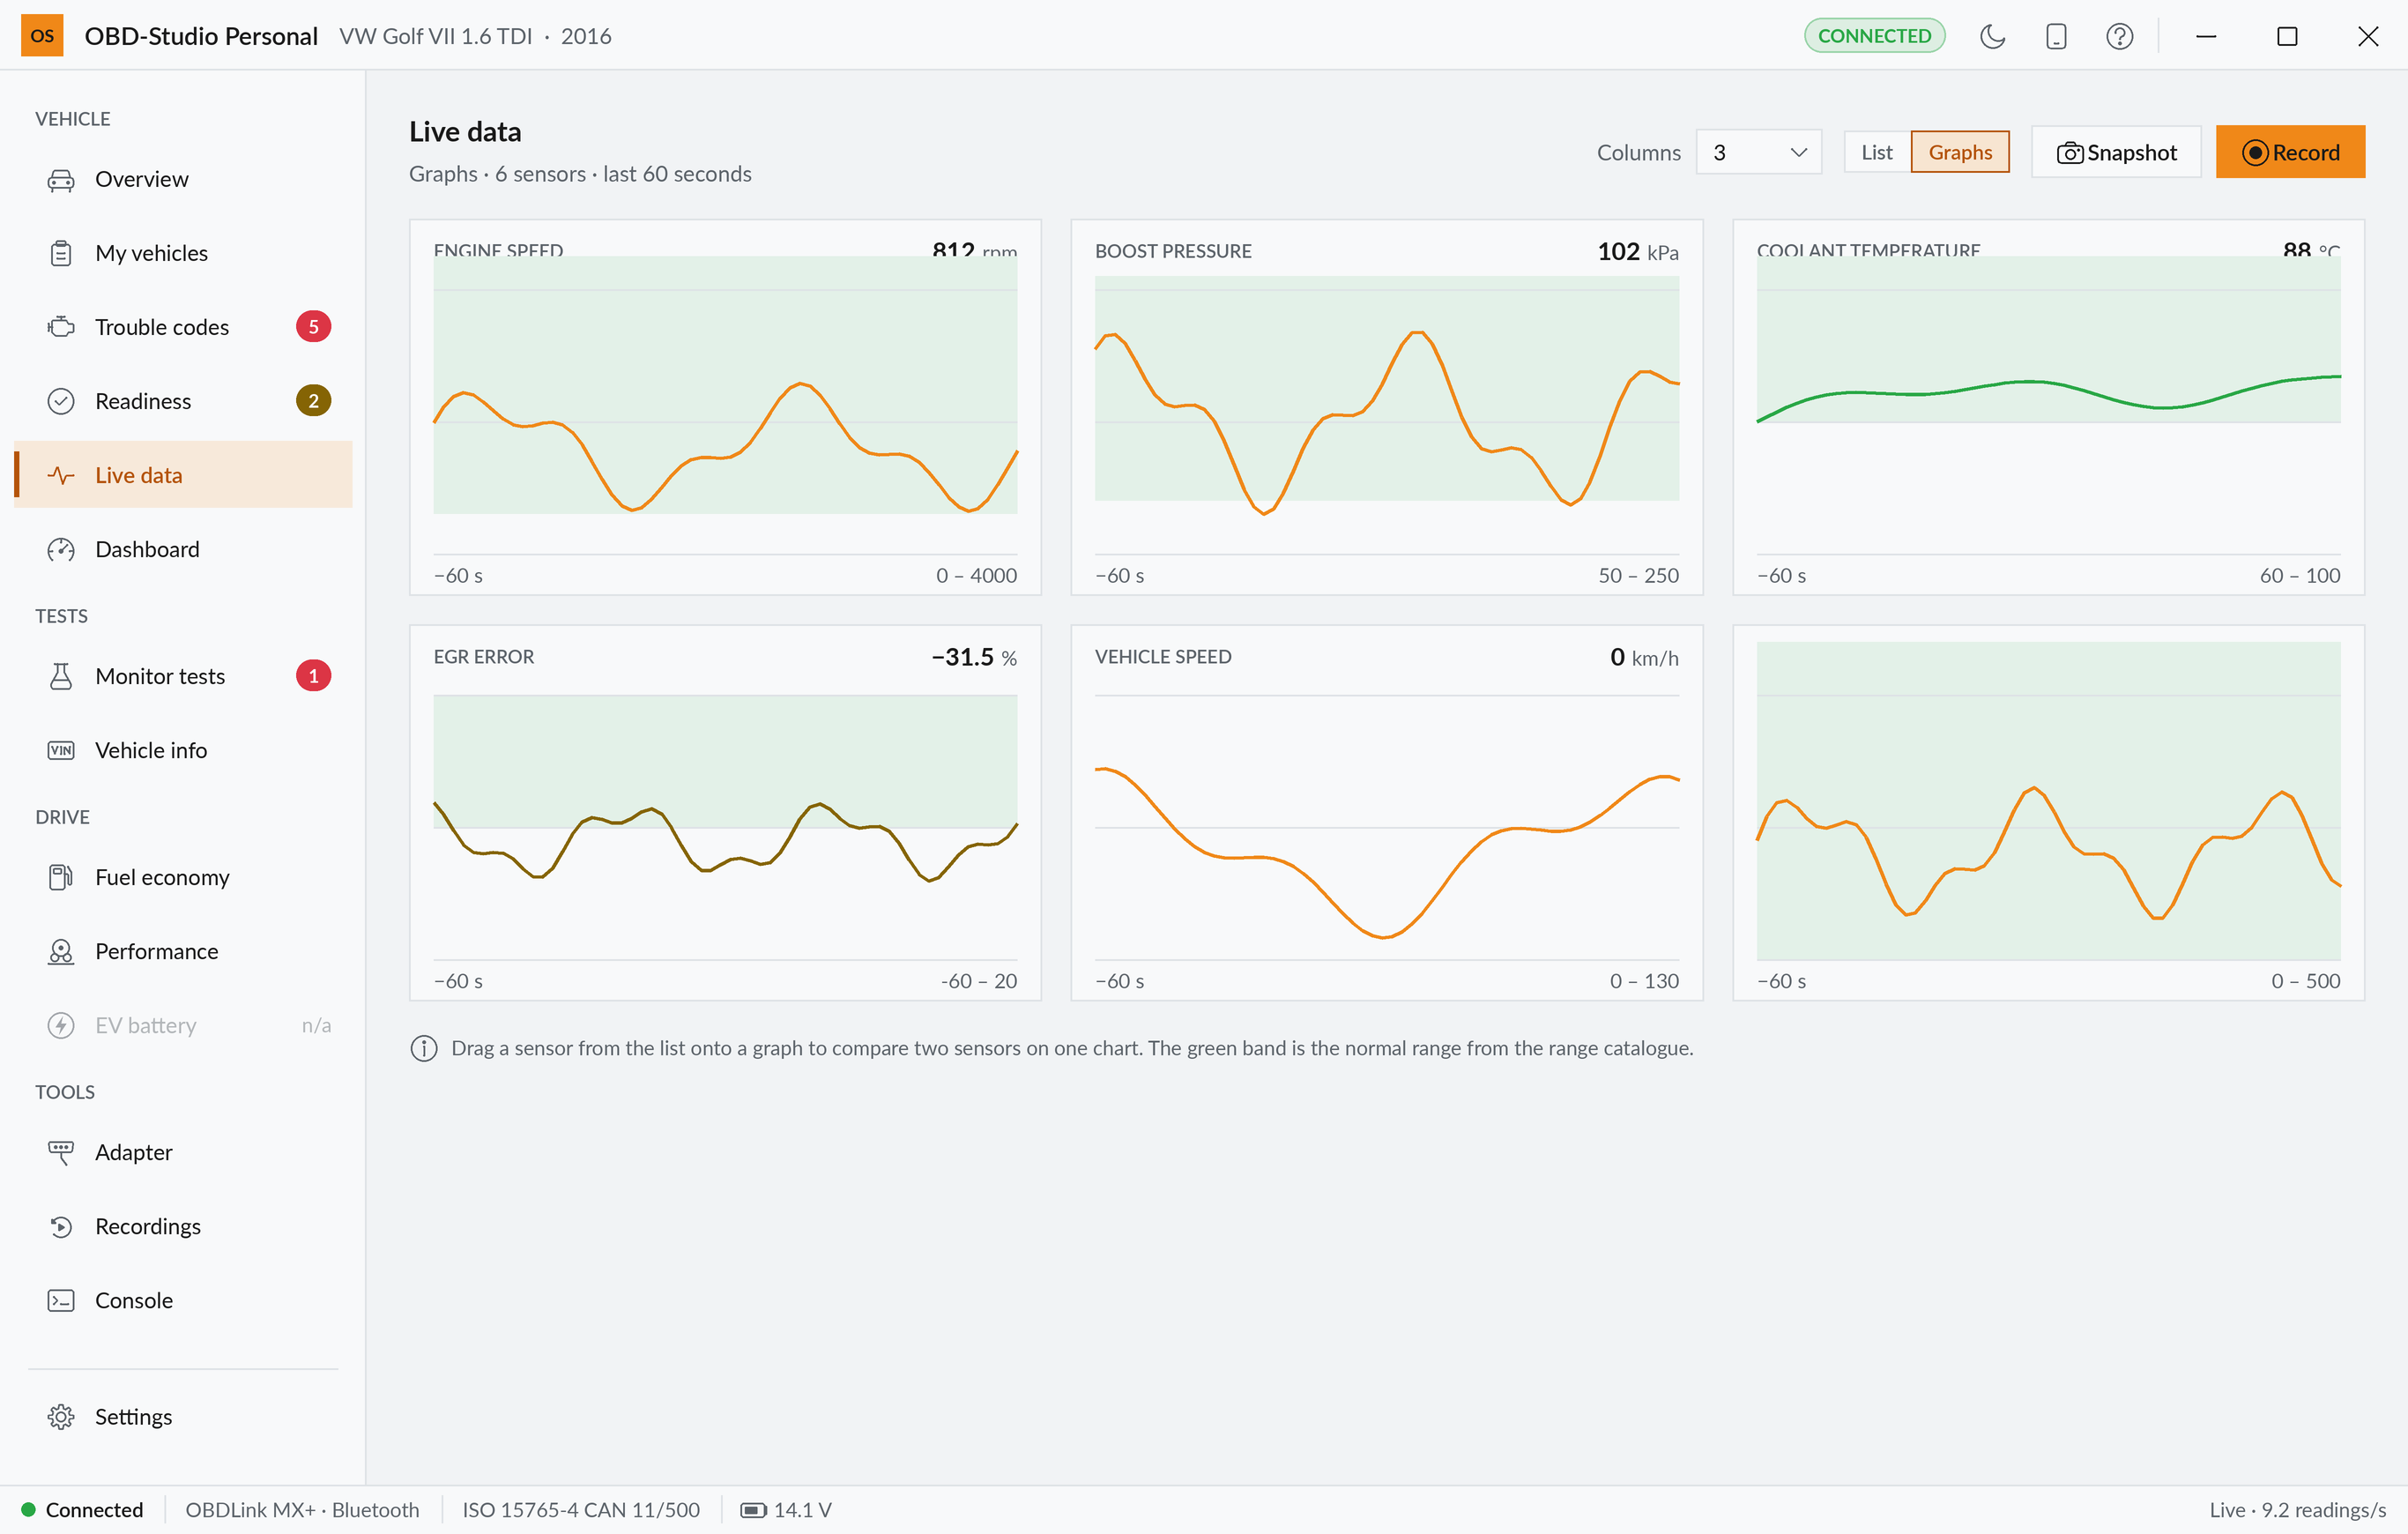 OS OBD-Studio Personal VW Golf VII 1.6 TDI · 2016 CONNECTED
VEHICLE
Overview
My vehicles
Trouble codes 5
Readiness 2
Live data
Dashboard
TESTS
Monitor tests 1
VIN Vehicle info
DRIVE
Fuel economy
Performance
EV battery n/a
TOOLS
Adapter
Recordings
Console
Settings
Live data
Graphs · 6 sensors · last 60 seconds
Columns 3 List Graphs Snapshot Record
ENGINE SPEED 812 rpm
−60 s 0 – 4000
BOOST PRESSURE 102 kPa
−60 s 50 – 250
COOLANT TEMPERATURE 88 °C
−60 s 60 – 100
EGR ERROR −31.5 %
−60 s -60 – 20
VEHICLE SPEED 0 km/h
−60 s 0 – 130
−60 s 0 – 500
Drag a sensor from the list onto a graph to compare two sensors on one chart. The green band is the normal range from the range catalogue.
Connected OBDLink MX+ · Bluetooth ISO 15765-4 CAN 11/500 14.1 V Live · 9.2 readings/s